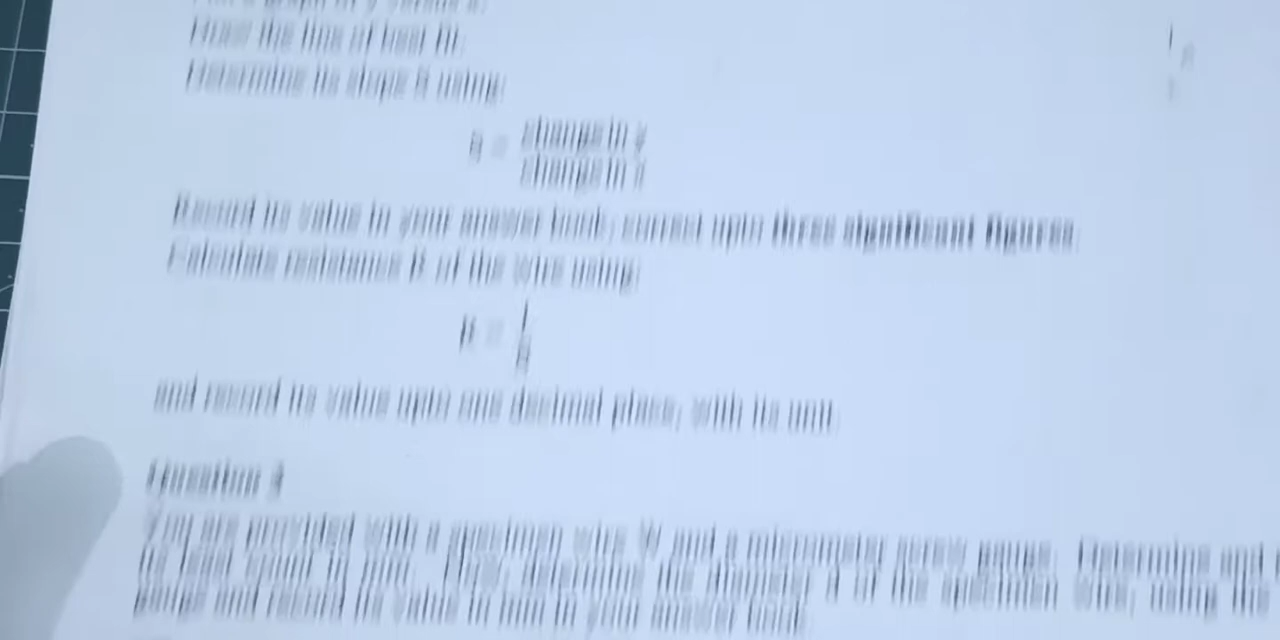 Draw the line of best fit.
Determine its slope using
change in y
change in
Record its value in your answer book, correct upto three significant figures.
Calculate resistance R of the wire using
R =
and record its value upto one decimal place, with its unit.
Question
You are provided with a specimen wire W and a micrometer screw gauge. Determine and
its least count in mm. Also, determine the diameter d of the specimen wire, using the
gauge and record its value in mm in your answer book.